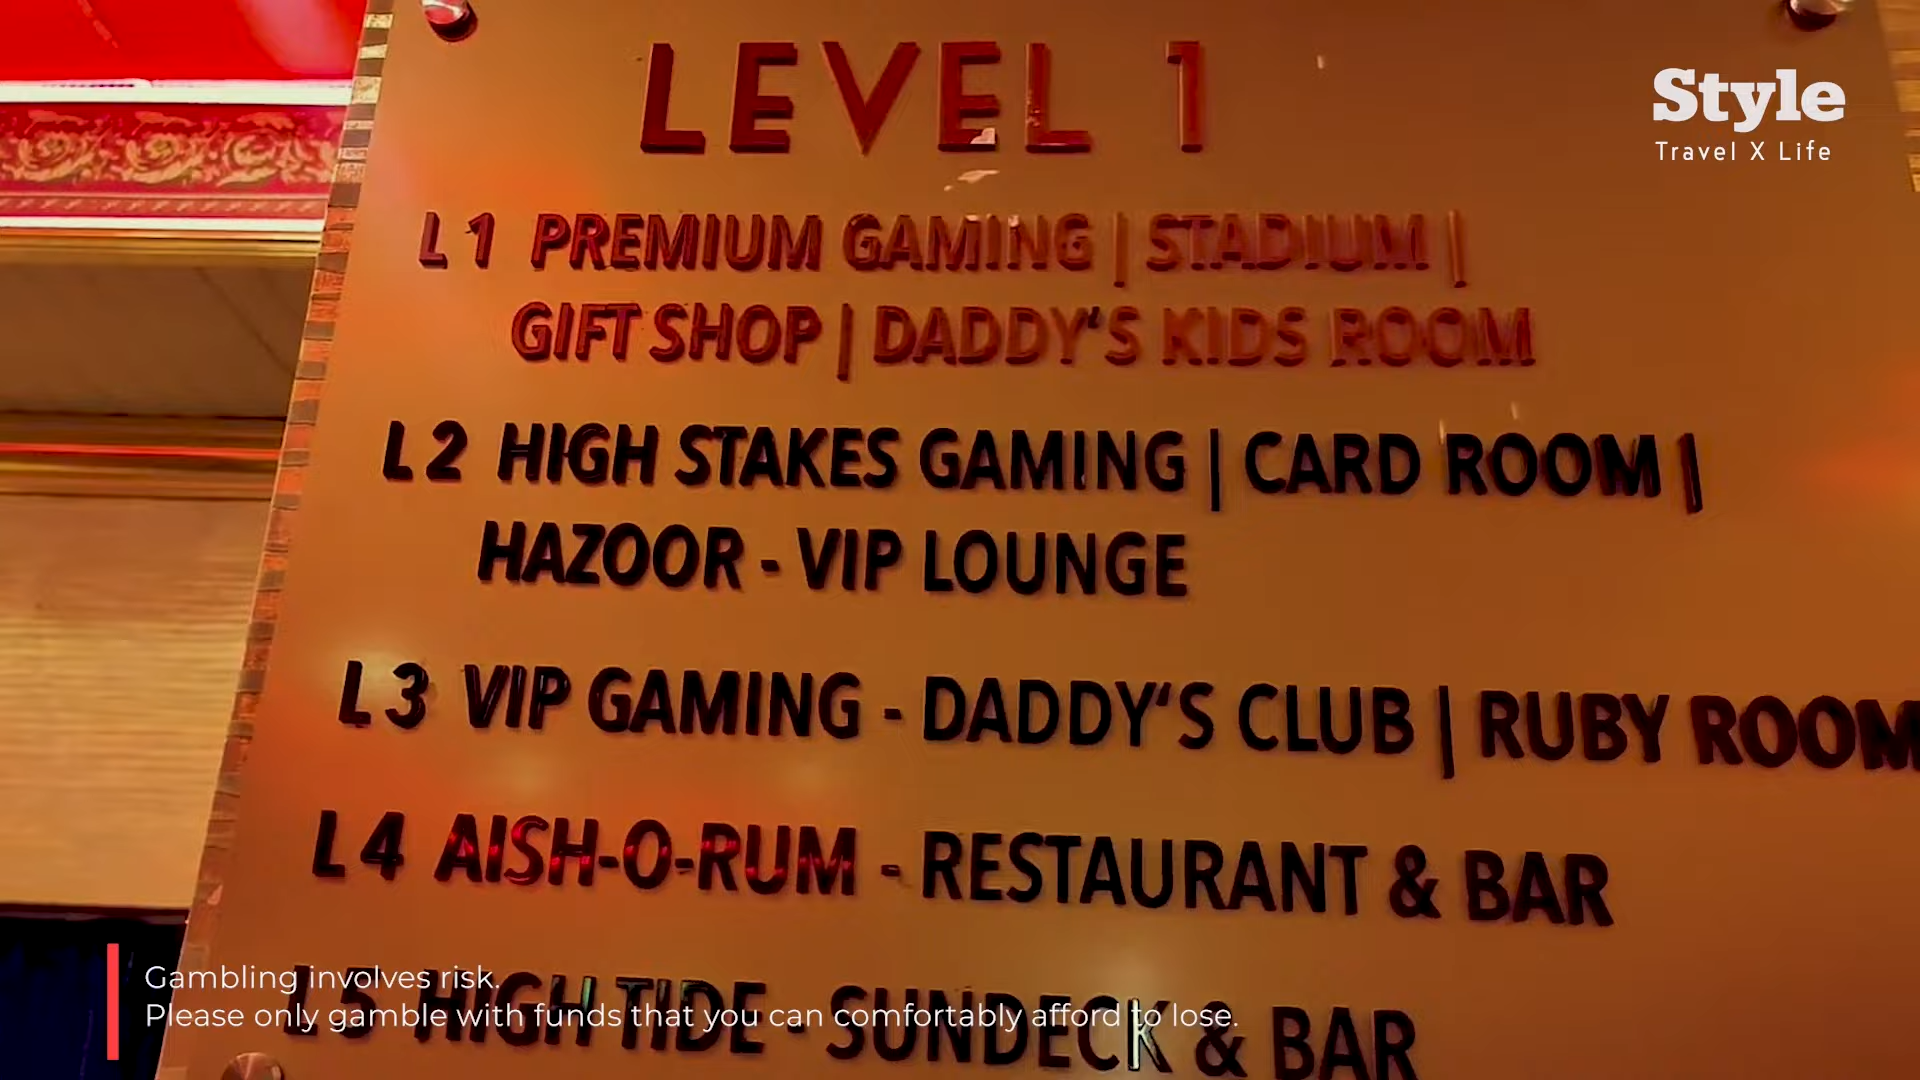 LEVEL 1
Style
Travel X Life
L1 PREMIUM GAMING | STADIUM |
GIFT SHOP | DADDY'S KIDS ROOM
L2 HIGH STAKES GAMING | CARD ROOM |
HAZOOR - VIP LOUNGE
L3 VIP GAMING - DADDY'S CLUB | RUBY ROOM
L4 AISH-O-RUM - RESTAURANT & BAR
L5 HIGH TIDE - SUNDECK & BAR
Gambling involves risk.
Please only gamble with funds that you can comfortably afford to lose.